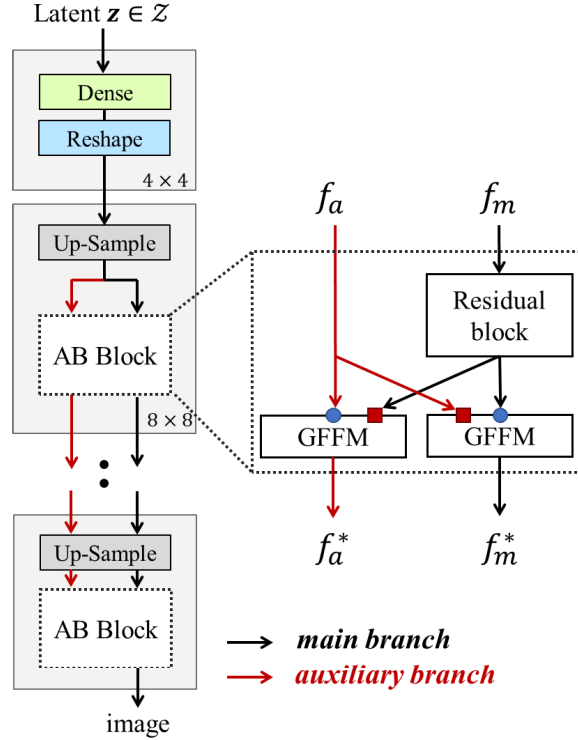 Latent z ∈ 𝒵
Dense
Reshape
4 × 4
Up-Sample
AB Block
8 × 8
f_a
f_m
Residual
block
GFFM
GFFM
f_a^*
f_m^*
Up-Sample
AB Block
image
main branch
auxiliary branch